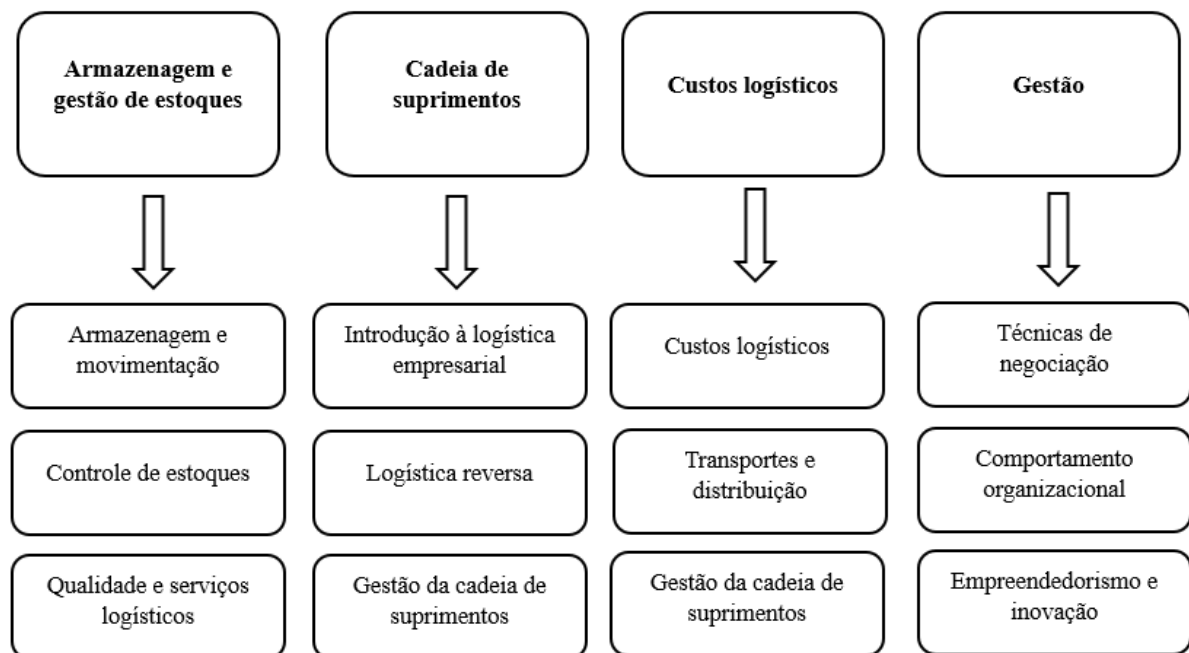 Armazenagem e
gestão de estoques
Cadeia de
suprimentos
Custos logísticos
Gestão
Armazenagem e
movimentação
Introdução à logística
empresarial
Custos logísticos
Técnicas de
negociação
Controle de estoques
Logística reversa
Transportes e
distribuição
Comportamento
organizacional
Qualidade e serviços
logísticos
Gestão da cadeia de
suprimentos
Gestão da cadeia de
suprimentos
Empreendedorismo e
inovação